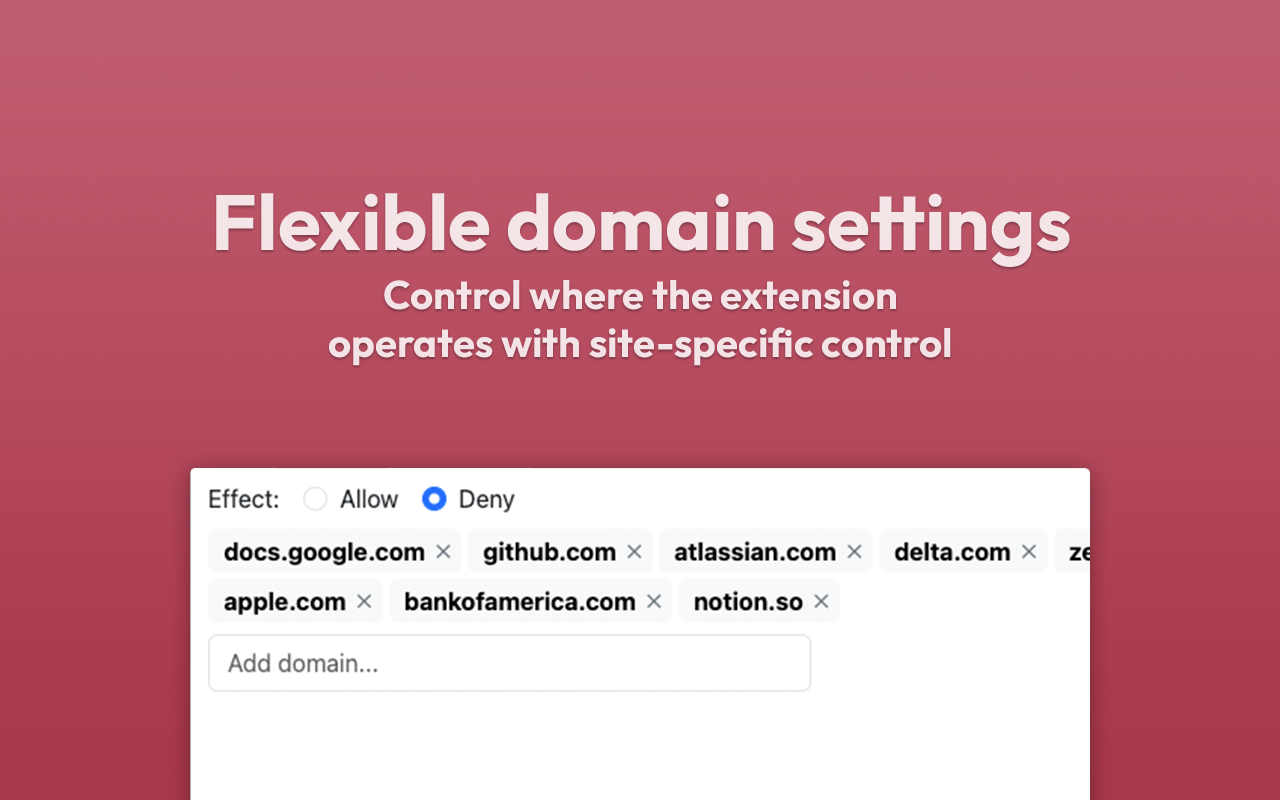 Flexible domain settings
Control where the extension
operates with site-specific control
Effect: Allow Deny
docs.google.com × github.com × atlassian.com × delta.com × ze
apple.com × bankofamerica.com × notion.so ×
Add domain...